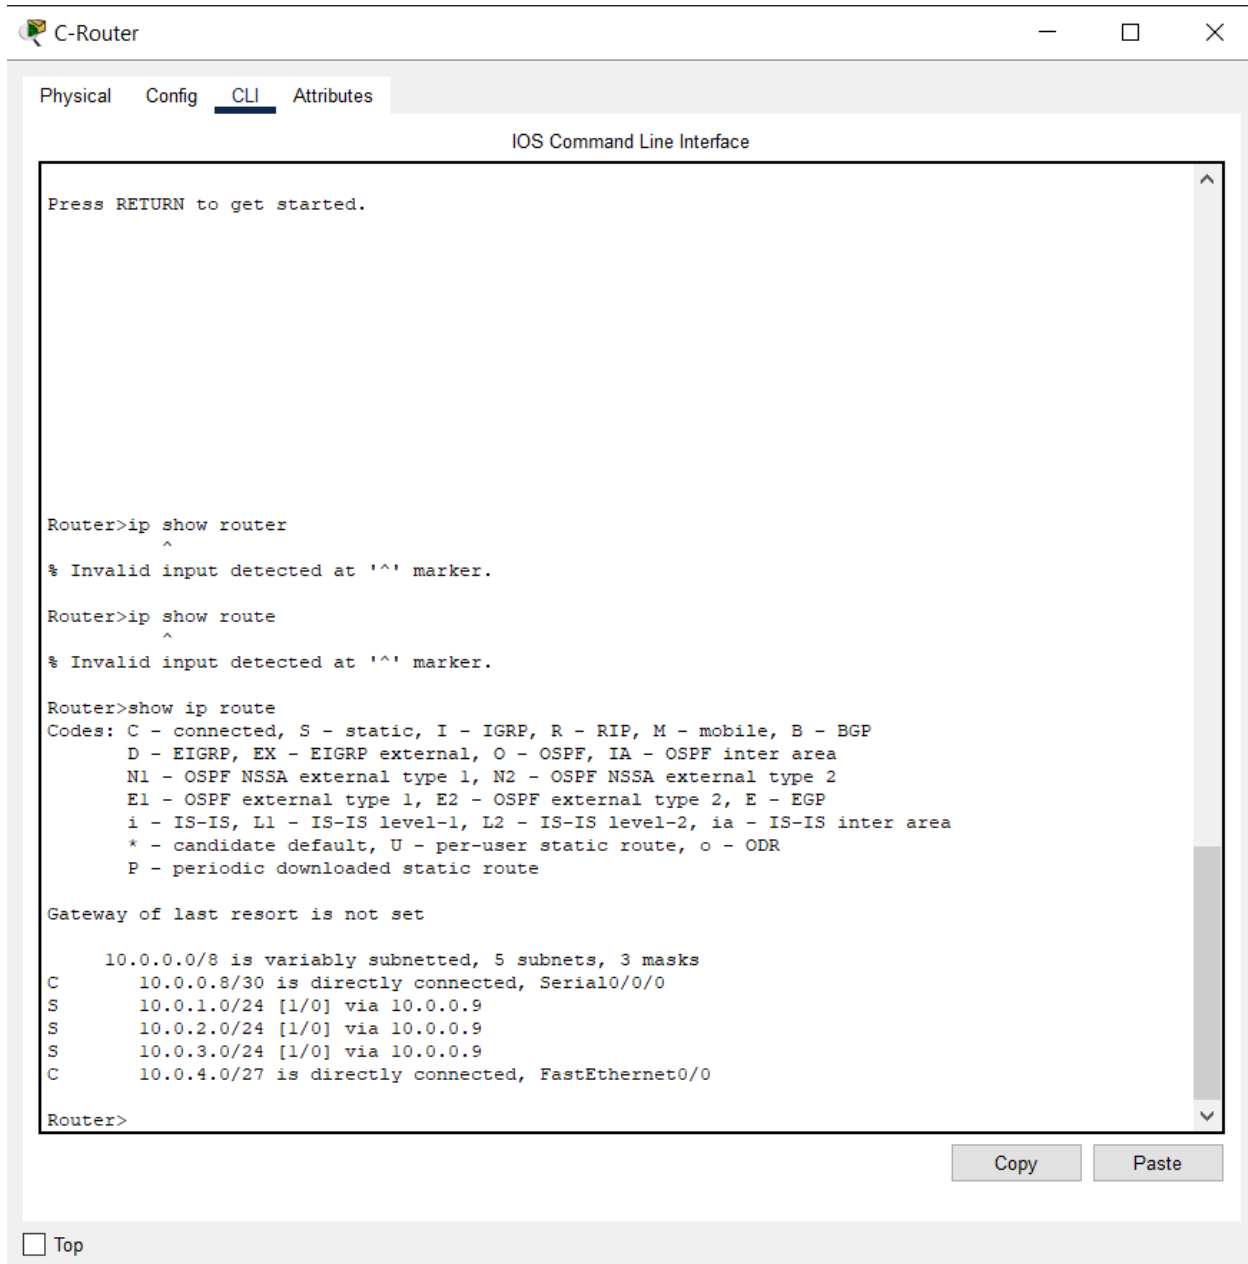 C-Router
Physical Config CLI Attributes
IOS Command Line Interface
Press RETURN to get started.
Router>ip show router
^
% Invalid input detected at '^' marker.
Router>ip show route
^
% Invalid input detected at '^' marker.
Router>show ip route
Codes: C - connected, S - static, I - IGRP, R - RIP, M - mobile, B - BGP
D - EIGRP, EX - EIGRP external, O - OSPF, IA - OSPF inter area
N1 - OSPF NSSA external type 1, N2 - OSPF NSSA external type 2
E1 - OSPF external type 1, E2 - OSPF external type 2, E - EGP
i - IS-IS, L1 - IS-IS level-1, L2 - IS-IS level-2, ia - IS-IS inter area
* - candidate default, U - per-user static route, o - ODR
P - periodic downloaded static route
Gateway of last resort is not set
10.0.0.0/8 is variably subnetted, 5 subnets, 3 masks
C 10.0.0.8/30 is directly connected, Serial0/0/0
S 10.0.1.0/24 [1/0] via 10.0.0.9
S 10.0.2.0/24 [1/0] via 10.0.0.9
S 10.0.3.0/24 [1/0] via 10.0.0.9
C 10.0.4.0/27 is directly connected, FastEthernet0/0
Router>
Copy Paste
Top